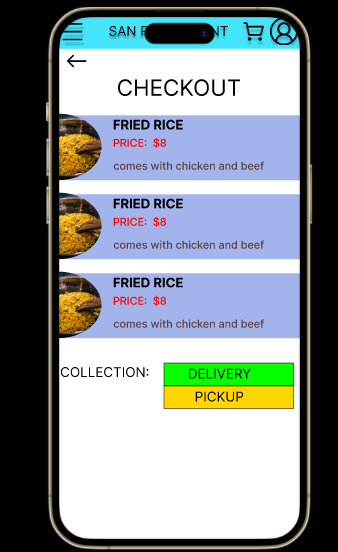 SAN
NT
CHECKOUT
FRIED RICE
PRICE: $8
comes with chicken and beef
FRIED RICE
PRICE: $8
comes with chicken and beef
FRIED RICE
PRICE: $8
comes with chicken and beef
COLLECTION:
DELIVERY
PICKUP